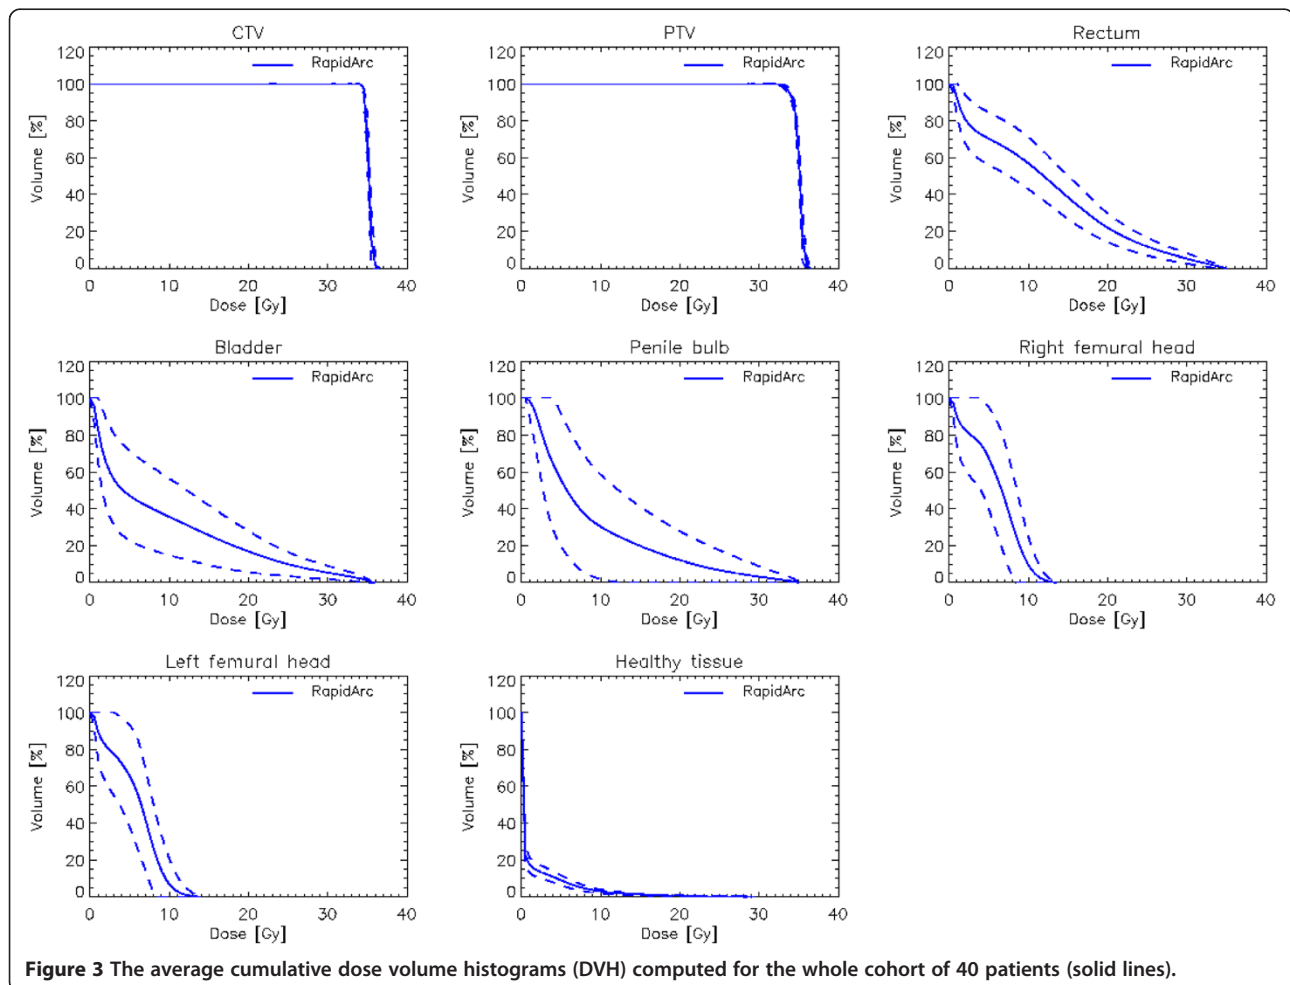 CTV
120
100
80
60
40
20
0
Volume [%]
RapidArc
0 10 20 30 40
Dose [Gy]
PTV
120
100
80
60
40
20
0
Volume [%]
RapidArc
0 10 20 30 40
Dose [Gy]
Rectum
120
100
80
60
40
20
0
Volume [%]
RapidArc
0 10 20 30 40
Dose [Gy]
Bladder
120
100
80
60
40
20
0
Volume [%]
RapidArc
0 10 20 30 40
Dose [Gy]
Penile bulb
120
100
80
60
40
20
0
Volume [%]
RapidArc
0 10 20 30 40
Dose [Gy]
Right femural head
120
100
80
60
40
20
0
Volume [%]
RapidArc
0 10 20 30 40
Dose [Gy]
Left femural head
120
100
80
60
40
20
0
Volume [%]
RapidArc
0 10 20 30 40
Dose [Gy]
Healthy tissue
120
100
80
60
40
20
0
Volume [%]
RapidArc
0 10 20 30 40
Dose [Gy]
Figure 3 The average cumulative dose volume histograms (DVH) computed for the whole cohort of 40 patients (solid lines).